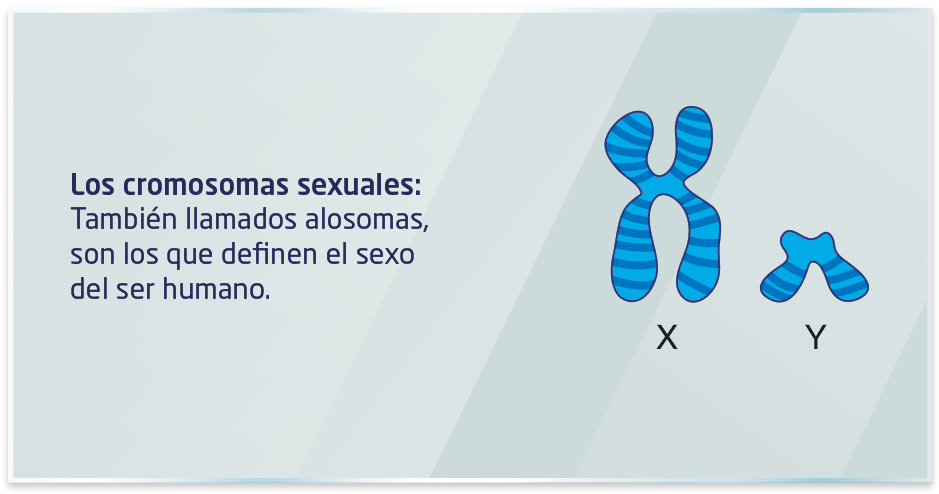 Los cromosomas sexuales:
También llamados alosomas,
son los que definen el sexo
del ser humano.
X
Y